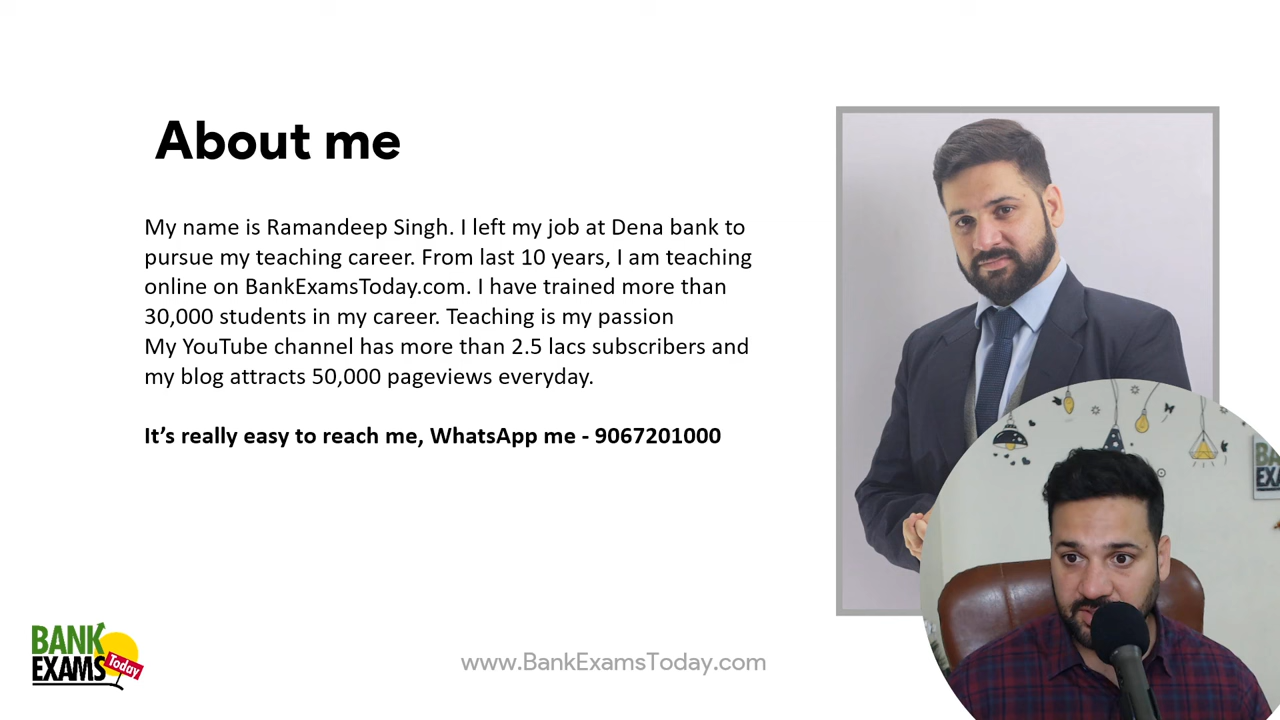 About me
My name is Ramandeep Singh. I left my job at Dena bank to
pursue my teaching career. From last 10 years, I am teaching
online on BankExamsToday.com. I have trained more than
30,000 students in my career. Teaching is my passion
My YouTube channel has more than 2.5 lacs subscribers and
my blog attracts 50,000 pageviews everyday.
It’s really easy to reach me, WhatsApp me - 9067201000
BANK
EXAMS
Today
www.BankExamsToday.com